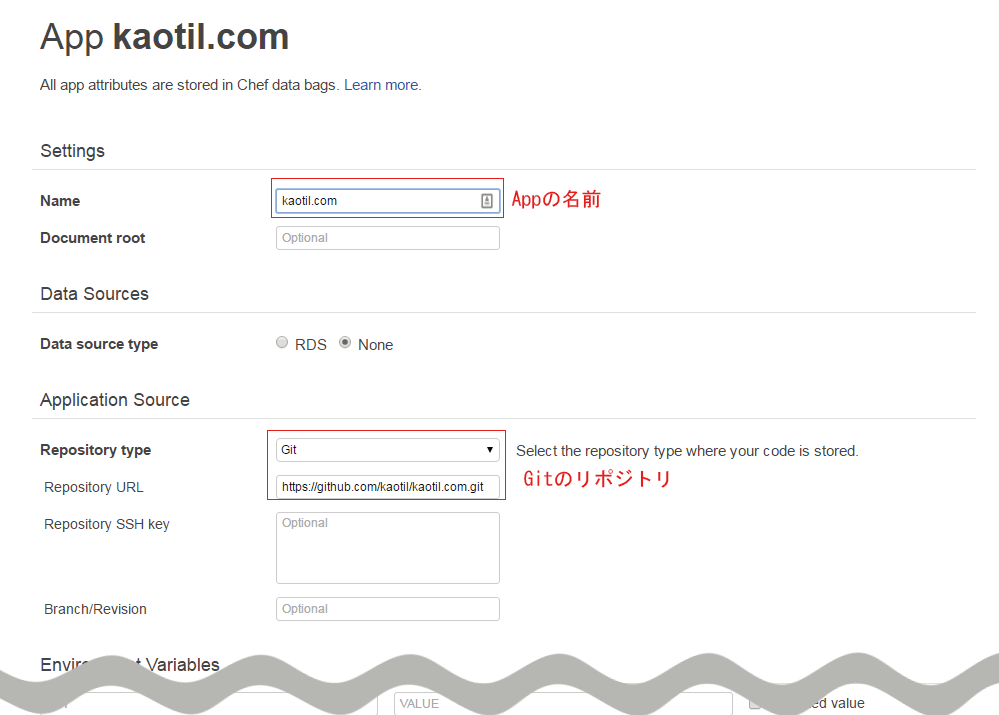 App kaotil.com
All app attributes are stored in Chef data bags. Learn more.
Settings
Name kaotil.com Appの名前
Document root Optional
Data Sources
Data source type RDS None
Application Source
Repository type Git Select the repository type where your code is stored.
Repository URL https://github.com/kaotil/kaotil.com.git Gitのリポジトリ
Repository SSH key Optional
Branch/Revision Optional
Variables
VALUE value